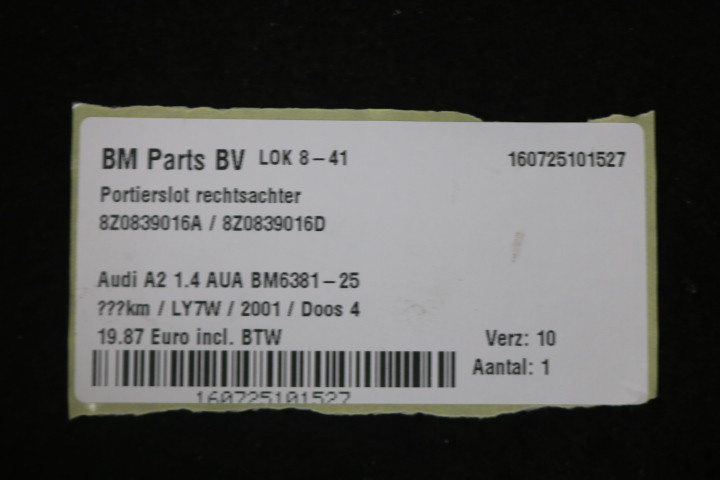 BM Parts BV LOK 8-41 160725101527
Portierslot rechtsachter
8Z0839016A / 8Z0839016D
Audi A2 1.4 AUA BM6381-25
???km / LY7W / 2001 / Doos 4
19.87 Euro incl. BTW Verz: 10
Aantal: 1
160725101527